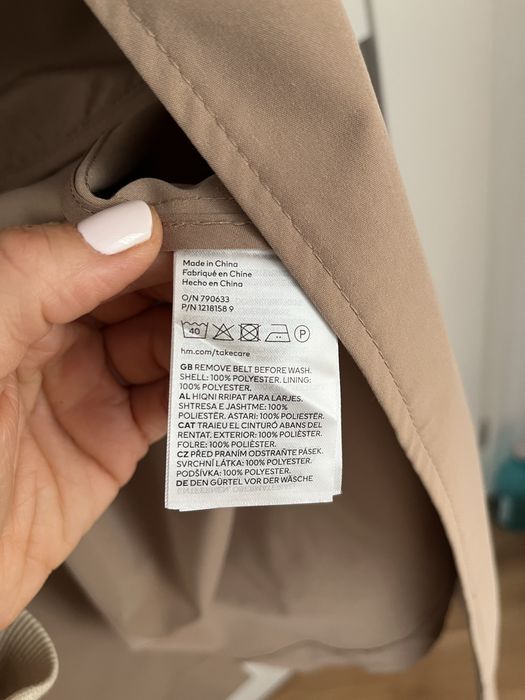 Made in China
Fabriqué en Chine
Hecho en China
O/N 790633
P/N 1218158 9
40 P
hm.com/takecare
GB REMOVE BELT BEFORE WASH.
SHELL: 100% POLYESTER. LINING:
100% POLYESTER.
AL HIQNI RRIPAT PARA LARJES.
SHTRESA E JASHTME: 100%
POLIESTËR. ASTARI: 100% POLIESTËR.
CAT TRAIEU EL CINTURÓ ABANS DEL
RENTAT. EXTERIOR: 100% POLIÈSTER.
FOLRE: 100% POLIÈSTER.
CZ PŘED PRANÍM ODSTRAŇTE PÁSEK.
SVRCHNÍ LÁTKA: 100% POLYESTER.
PODŠÍVKA: 100% POLYESTER.
DE DEN GÜRTEL VOR DER WÄSCHE